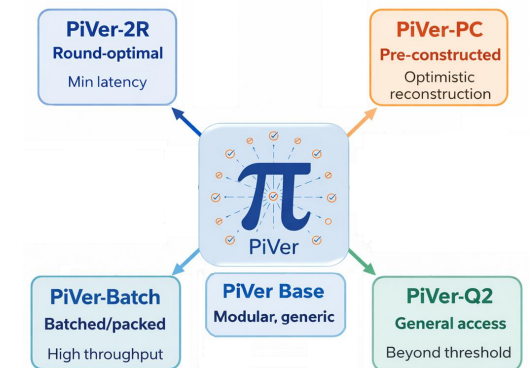 PiVer-2R
Round-optimal
Min latency
PiVer-PC
Pre-constructed
Optimistic
reconstruction
π
PiVer
PiVer-Batch
Batched/packed
High throughput
PiVer Base
Modular, generic
PiVer-Q2
General access
Beyond threshold